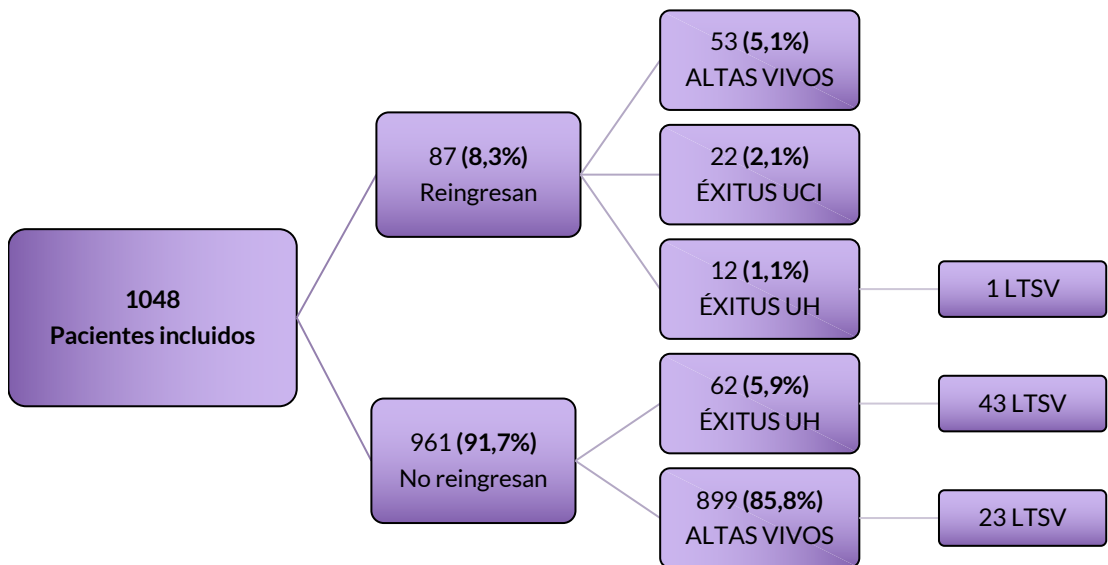 1048
Pacientes incluidos
87 (8,3%)
Reingresan
53 (5,1%)
ALTAS VIVOS
22 (2,1%)
ÉXITUS UCI
12 (1,1%)
ÉXITUS UH
1 LTSV
961 (91,7%)
No reingresan
62 (5,9%)
ÉXITUS UH
43 LTSV
899 (85,8%)
ALTAS VIVOS
23 LTSV